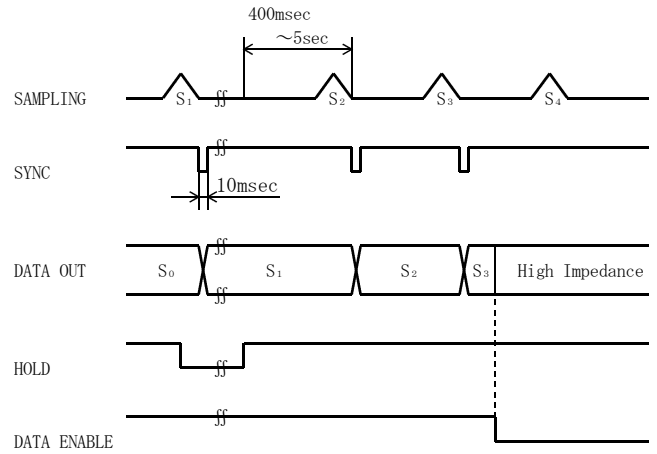 400msec
～5sec
SAMPLING
S₁
S₂
S₃
S₄
SYNC
10msec
DATA OUT
S₀
S₁
S₂
S₃
High Impedance
HOLD
DATA ENABLE